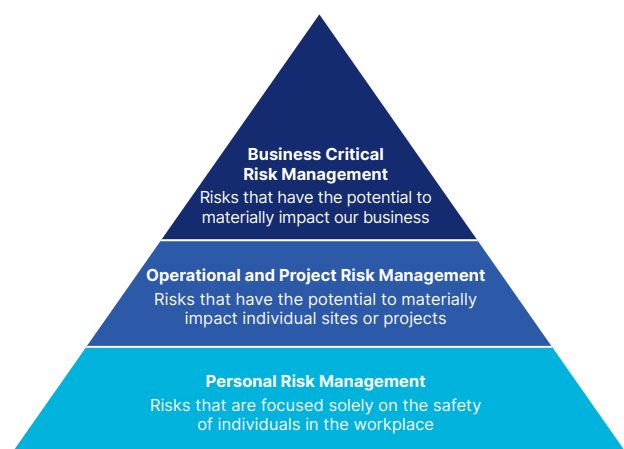 Business Critical
Risk Management
Risks that have the potential to
materially impact our business
Operational and Project Risk Management
Risks that have the potential to materially
impact individual sites or projects
Personal Risk Management
Risks that are focused solely on the safety
of individuals in the workplace